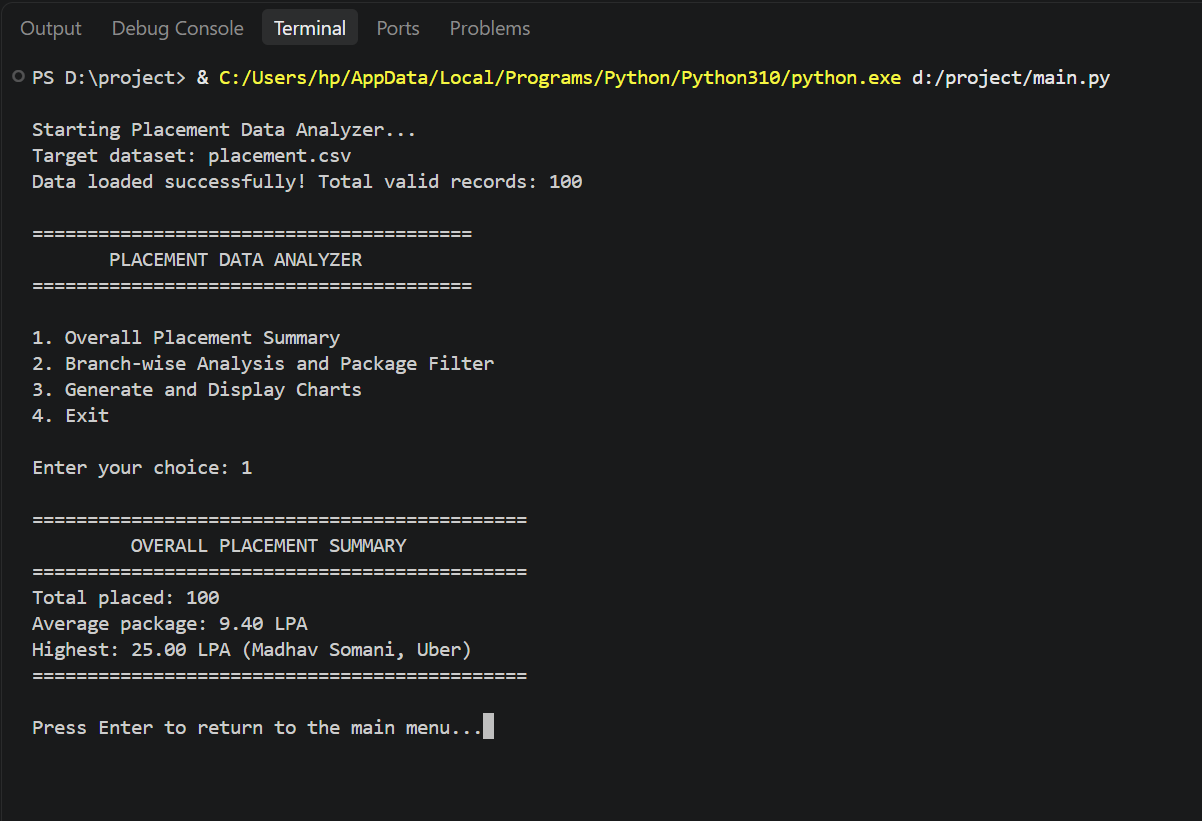 Output Debug Console Terminal Ports Problems
PS D:\project> & C:/Users/hp/AppData/Local/Programs/Python/Python310/python.exe d:/project/main.py
Starting Placement Data Analyzer...
Target dataset: placement.csv
Data loaded successfully! Total valid records: 100
========================================
PLACEMENT DATA ANALYZER
========================================
1. Overall Placement Summary
2. Branch-wise Analysis and Package Filter
3. Generate and Display Charts
4. Exit
Enter your choice: 1
=============================================
OVERALL PLACEMENT SUMMARY
=============================================
Total placed: 100
Average package: 9.40 LPA
Highest: 25.00 LPA (Madhav Somani, Uber)
=============================================
Press Enter to return to the main menu...